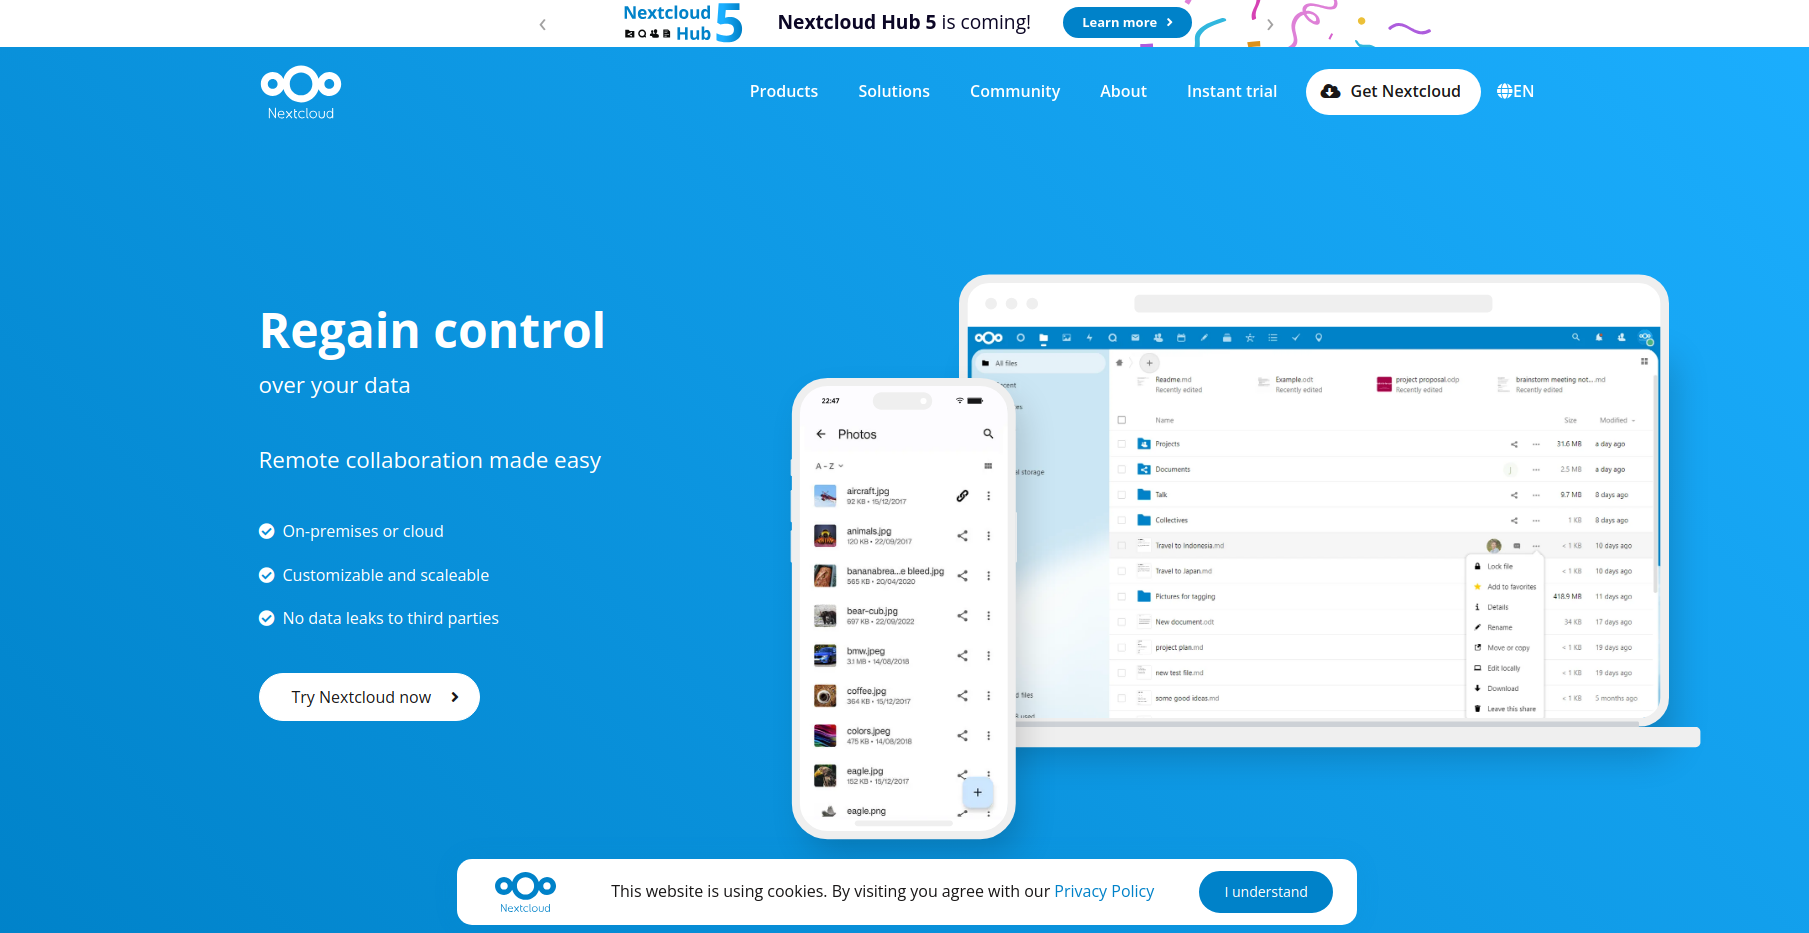 Nextcloud
Hub 5
Nextcloud Hub 5 is coming!
Learn more
Nextcloud
Products
Solutions
Community
About
Instant trial
Get Nextcloud
EN
Regain control
over your data
Remote collaboration made easy
On-premises or cloud
Customizable and scaleable
No data leaks to third parties
Try Nextcloud now
22:47
Photos
A - Z
aircraft.jpg
92 KB • 15/12/2017
animals.jpg
120 KB • 22/09/2017
bananabrea...e bleed.jpg
565 KB • 20/04/2020
bear-cub.jpg
697 KB • 22/09/2022
bmw.jpeg
3.1 MB • 14/08/2018
coffee.jpg
364 KB • 15/12/2017
colors.jpeg
475 KB • 14/08/2018
eagle.jpg
152 KB • 15/12/2017
eagle.png
All files
Readme.md
Recently edited
Example.odt
Recently edited
project proposal.odp
Recently edited
brainstorm meeting not...md
Recently edited
Name Size Modified
Projects 31.6 MB a day ago
storage
Documents 2.5 MB a day ago
Talk 9.7 MB 8 days ago
Collectives 1 KB 8 days ago
Travel to Indonesia.md < 1 KB 10 days ago
Travel to Japan.md < 1 KB 10 days ago
Pictures for tagging 418.9 MB 11 days ago
New document.odt 34 KB 17 days ago
project plan.md < 1 KB 19 days ago
new test file.md < 1 KB 19 days ago
files
some good ideas.md < 1 KB 5 months ago
used
Lock file
Add to favorites
Details
Rename
Move or copy
Edit locally
Download
Leave this share
Nextcloud
This website is using cookies. By visiting you agree with our Privacy Policy
I understand